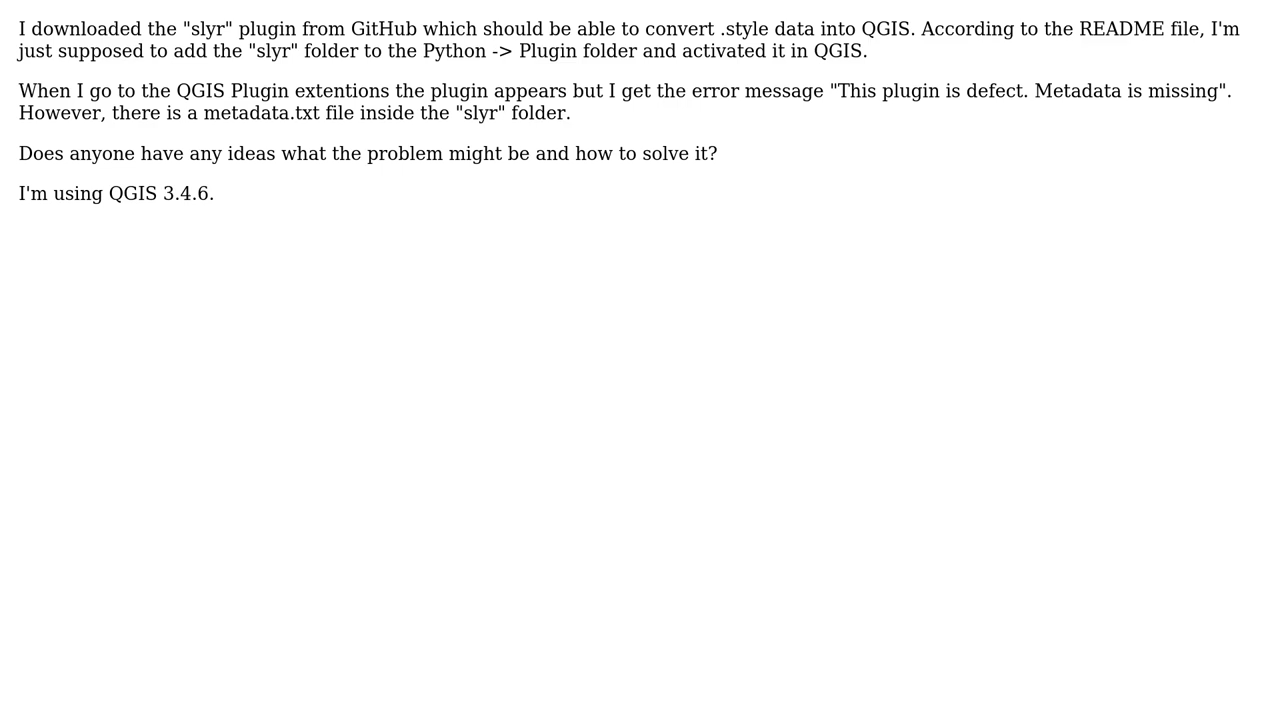 I downloaded the "slyr" plugin from GitHub which should be able to convert .style data into QGIS. According to the README file, I'm
just supposed to add the "slyr" folder to the Python -> Plugin folder and activated it in QGIS.
When I go to the QGIS Plugin extentions the plugin appears but I get the error message "This plugin is defect. Metadata is missing".
However, there is a metadata.txt file inside the "slyr" folder.
Does anyone have any ideas what the problem might be and how to solve it?
I'm using QGIS 3.4.6.